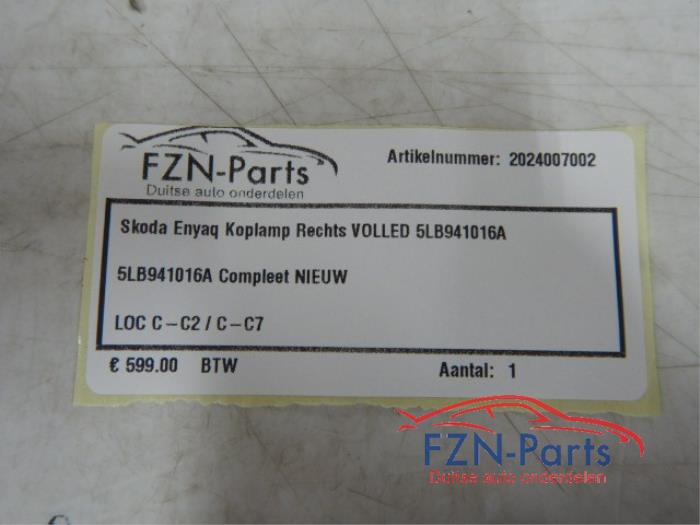 FZN-Parts
Duitse auto onderdelen
Artikelnummer: 2024007002
Skoda Enyaq Koplamp Rechts VOLLED 5LB941016A
5LB941016A Compleet NIEUW
LOC C-C2 / C-C7
€ 599.00 BTW
Aantal: 1
FZN-Parts
Duitse auto onderdelen